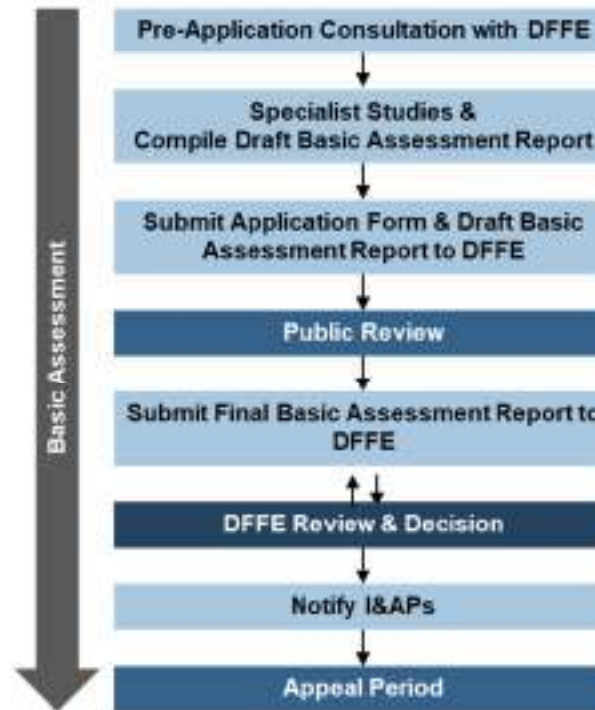 Basic Assessment
Pre-Application Consultation with DFFE
Specialist Studies &
Compile Draft Basic Assessment Report
Submit Application Form & Draft Basic
Assessment Report to DFFE
Public Review
Submit Final Basic Assessment Report to
DFFE
DFFE Review & Decision
Notify I&APs
Appeal Period